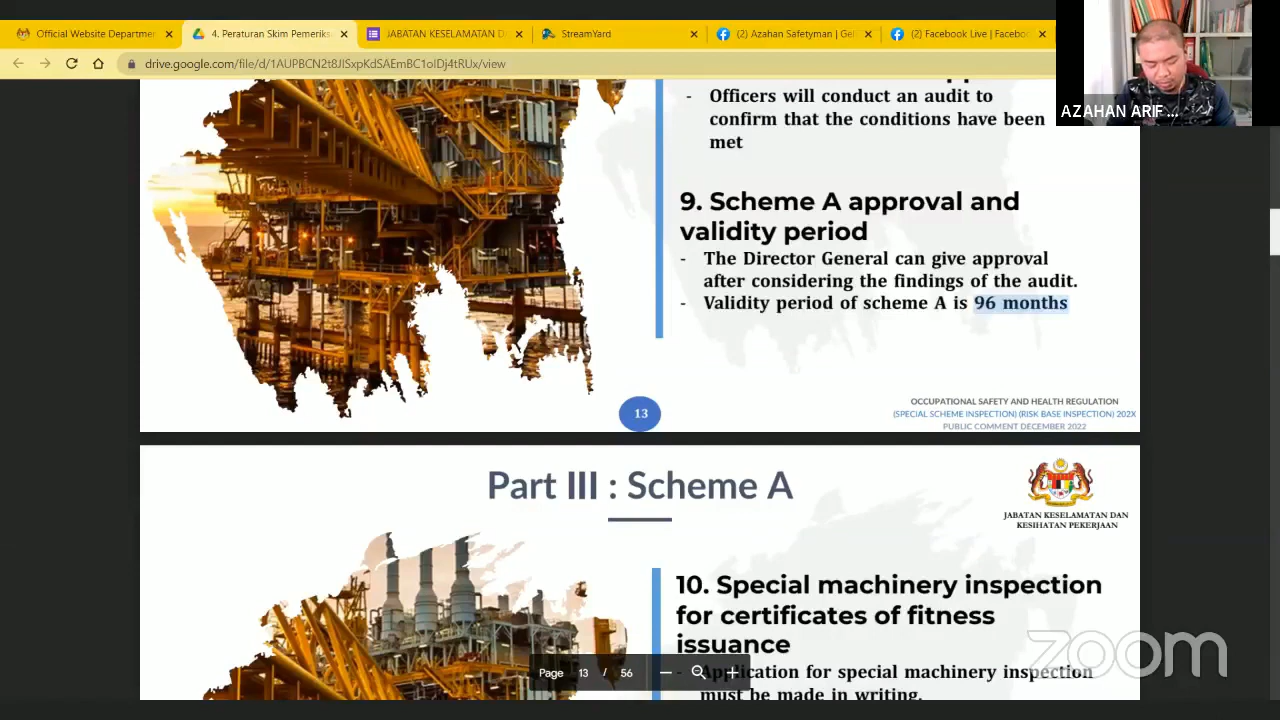 Official Website Departme
4. Peraturan Skim Pemeriks
JABATAN KESELAMATAN D
StreamYard
(2) Azahan Safetyman | Gel
(2) Facebook Live | Faceboo
drive.google.com/file/d/1AUPBCN2t8JlSxpKdSAEmBC1olDj4tRUx/view
AZAHAN ARIF ...
- Officers will conduct an audit to
confirm that the conditions have been
met
9. Scheme A approval and
validity period
- The Director General can give approval
after considering the findings of the audit.
- Validity period of scheme A is 96 months
13
OCCUPATIONAL SAFETY AND HEALTH REGULATION
(SPECIAL SCHEME INSPECTION) (RISK BASE INSPECTION) 202X
PUBLIC COMMENT DECEMBER 2022
Part III : Scheme A
JABATAN KESELAMATAN DAN
KESIHATAN PEKERJAAN
10. Special machinery inspection
for certificates of fitness
issuance
- Application for special machinery inspection
must be made in writing.
Page 13 / 56
zoom